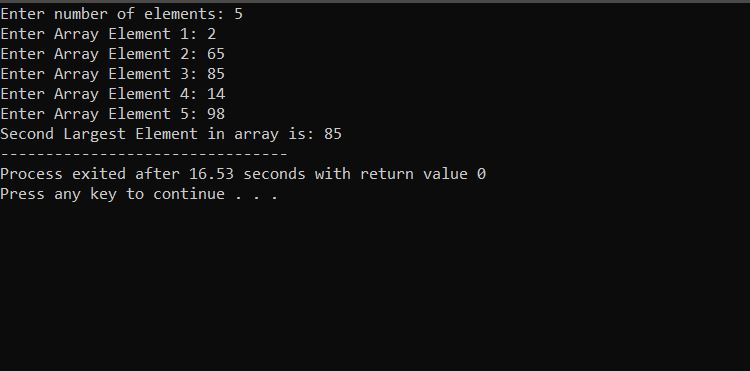 Enter number of elements: 5
Enter Array Element 1: 2
Enter Array Element 2: 65
Enter Array Element 3: 85
Enter Array Element 4: 14
Enter Array Element 5: 98
Second Largest Element in array is: 85
--------------------------------
Process exited after 16.53 seconds with return value 0
Press any key to continue . . .